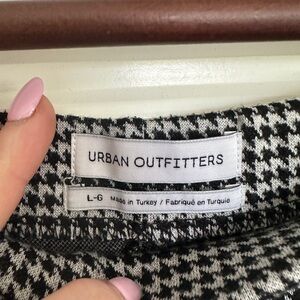 URBAN OUTFITTERS
L-G Made in Turkey / Fabriqué en Turquie